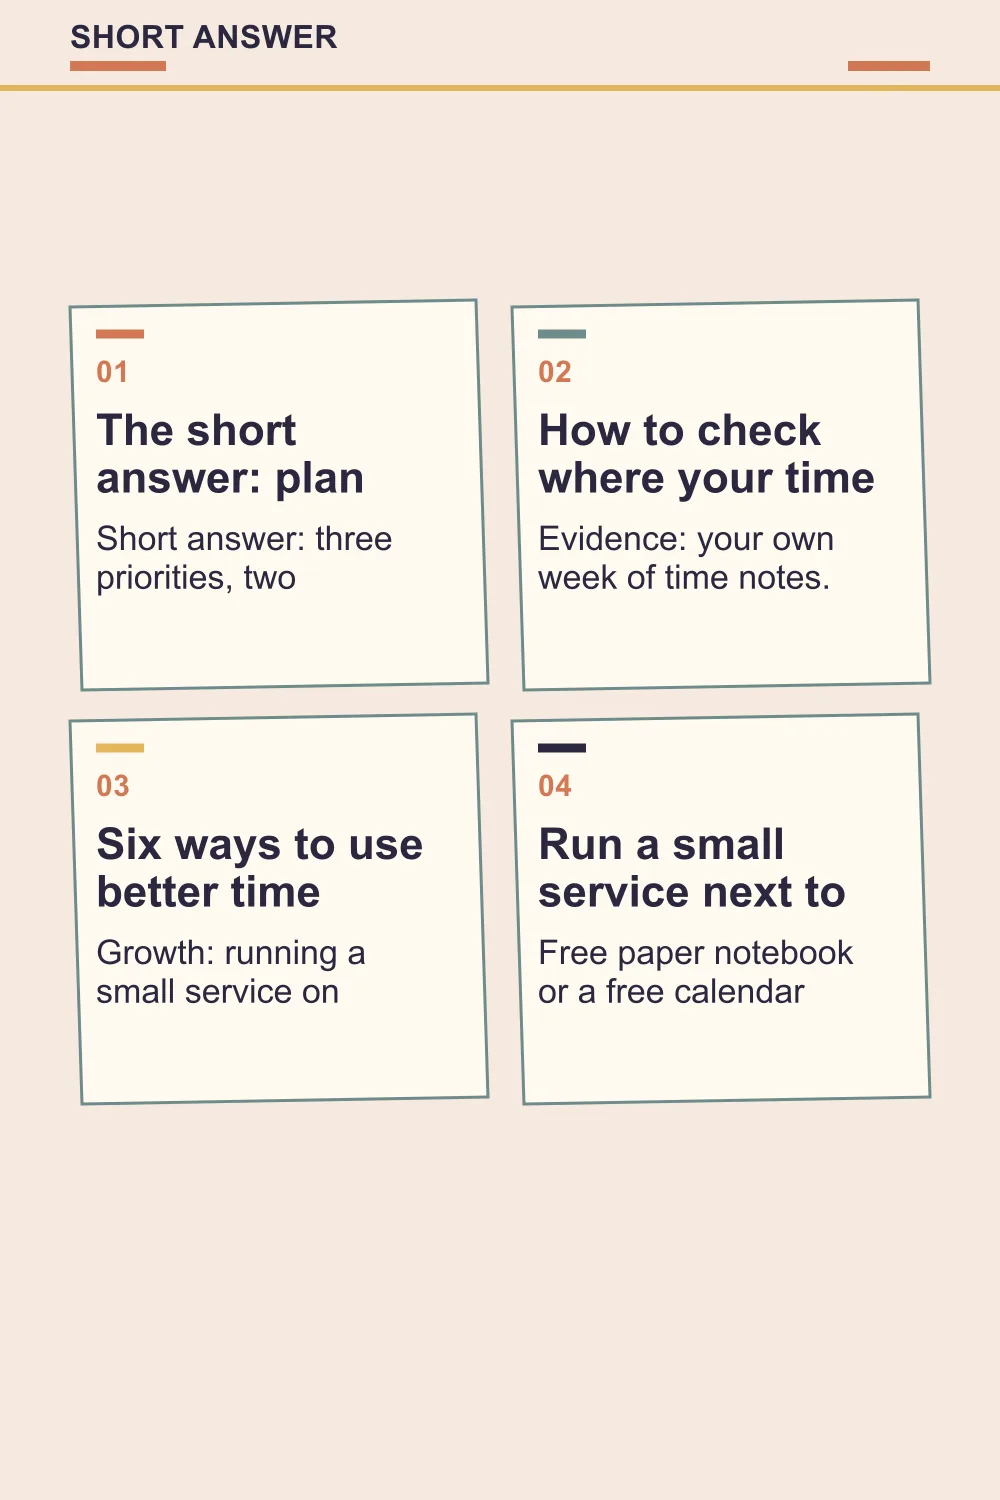 SHORT ANSWER
01
The short
answer: plan
Short answer: three
priorities, two
02
How to check
where your time
Evidence: your own
week of time notes.
03
Six ways to use
better time
Growth: running a
small service on
04
Run a small
service next to
Free paper notebook
or a free calendar